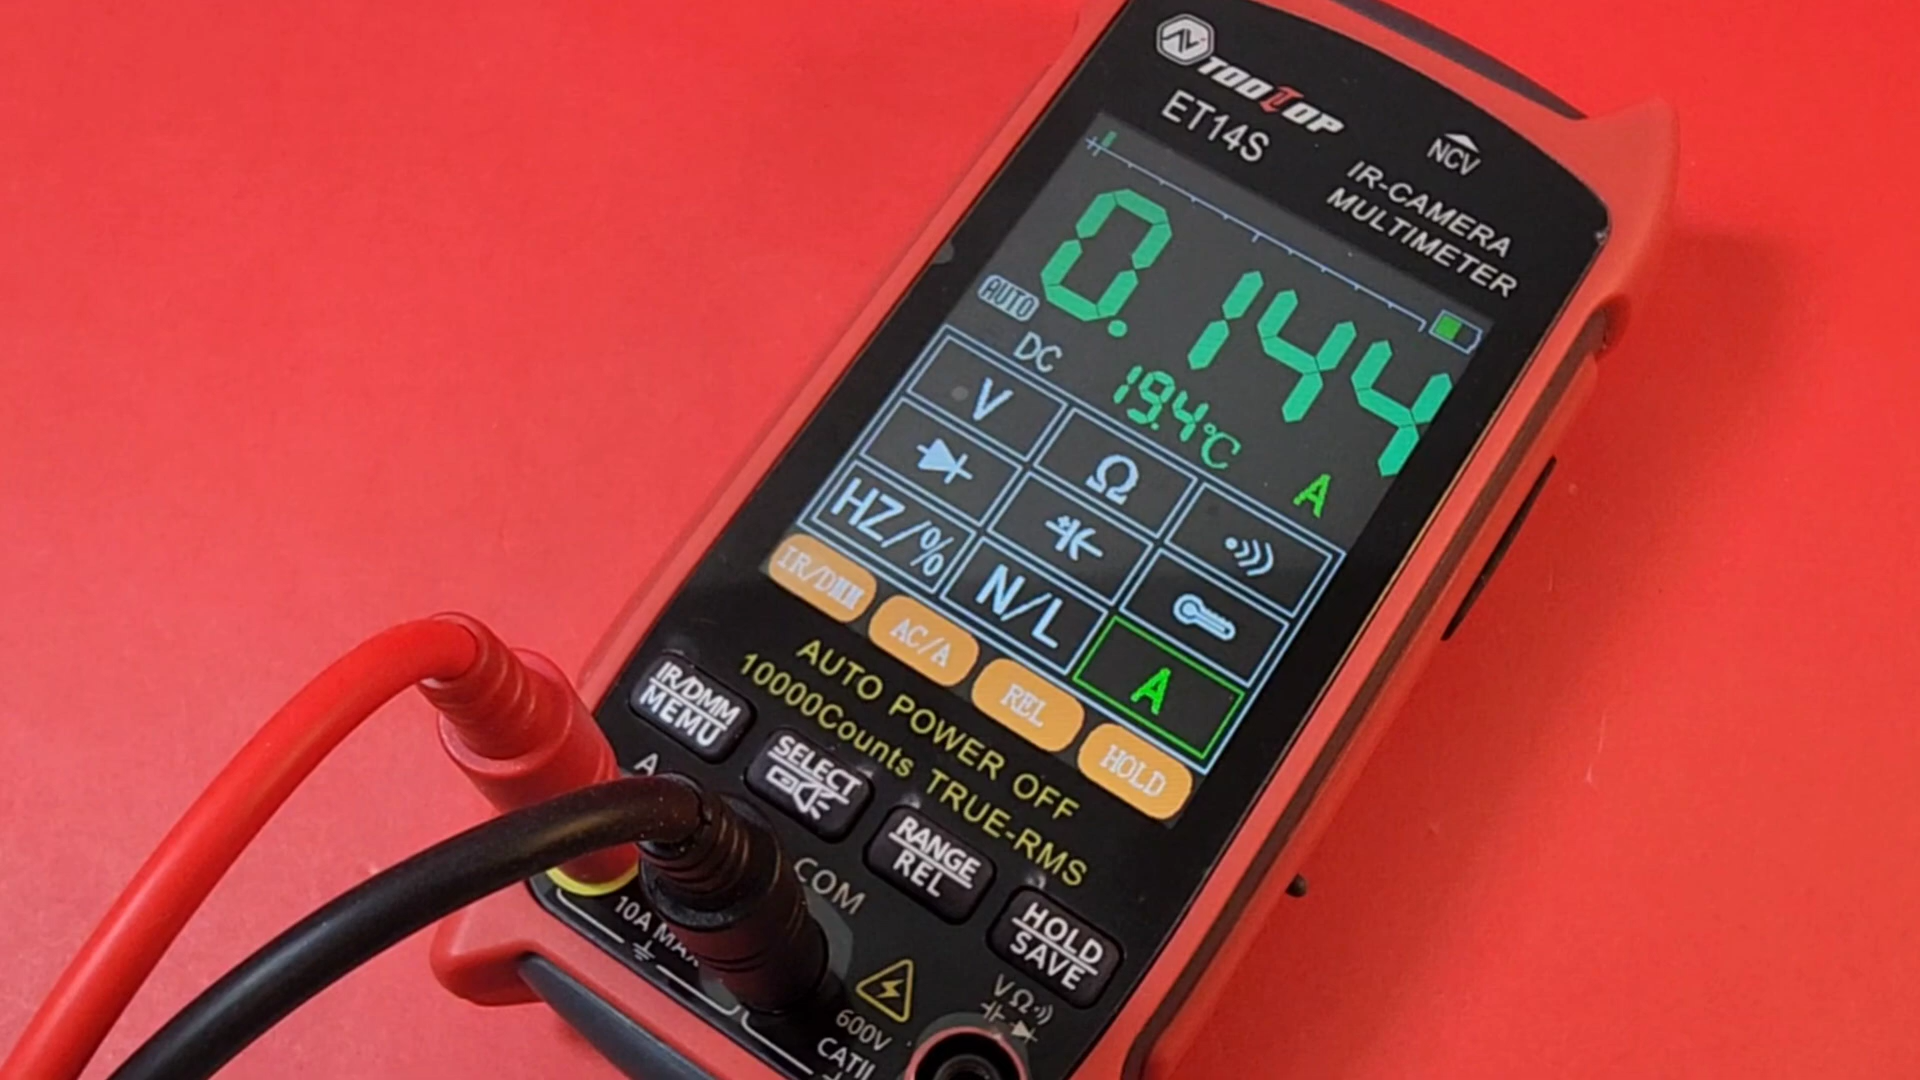 TOOLTOP
ET14S
NCV
IR-CAMERA
MULTIMETER
0.144
AUTO
DC
19.4°C
A
V
Ω
HZ/%
N/L
A
IR/DMM
AC/A
REL
HOLD
AUTO POWER OFF
10000Counts TRUE-RMS
IR/DMM
MEMU
SELECT
RANGE
REL
HOLD
SAVE
A
COM
10A MAX
600V
CATII
VΩ